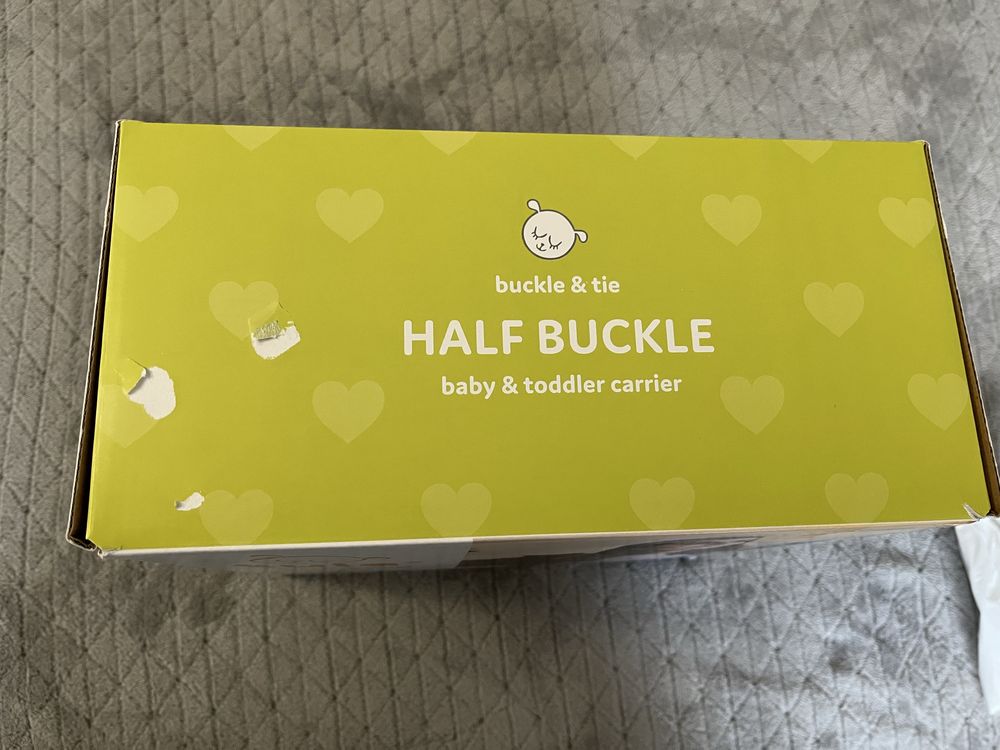 buckle & tie
HALF BUCKLE
baby & toddler carrier